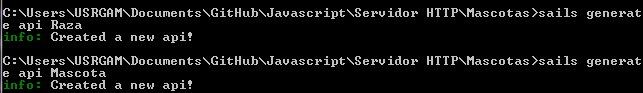 C:\Users\USRGAM\Documents\GitHub\Javascript\Servidor HTTP\Mascotas>sails generat
e api Raza
info: Created a new api!
C:\Users\USRGAM\Documents\GitHub\Javascript\Servidor HTTP\Mascotas>sails generat
e api Mascota
info: Created a new api!